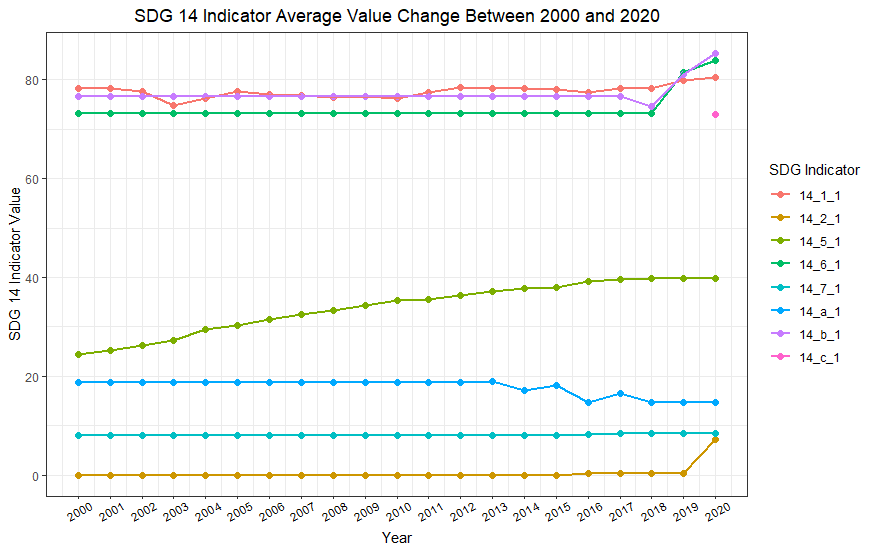 SDG 14 Indicator Average Value Change Between 2000 and 2020
SDG 14 Indicator Value
80
60
40
20
0
2000 2001 2002 2003 2004 2005 2006 2007 2008 2009 2010 2011 2012 2013 2014 2015 2016 2017 2018 2019 2020
Year
SDG Indicator
14_1_1
14_2_1
14_5_1
14_6_1
14_7_1
14_a_1
14_b_1
14_c_1